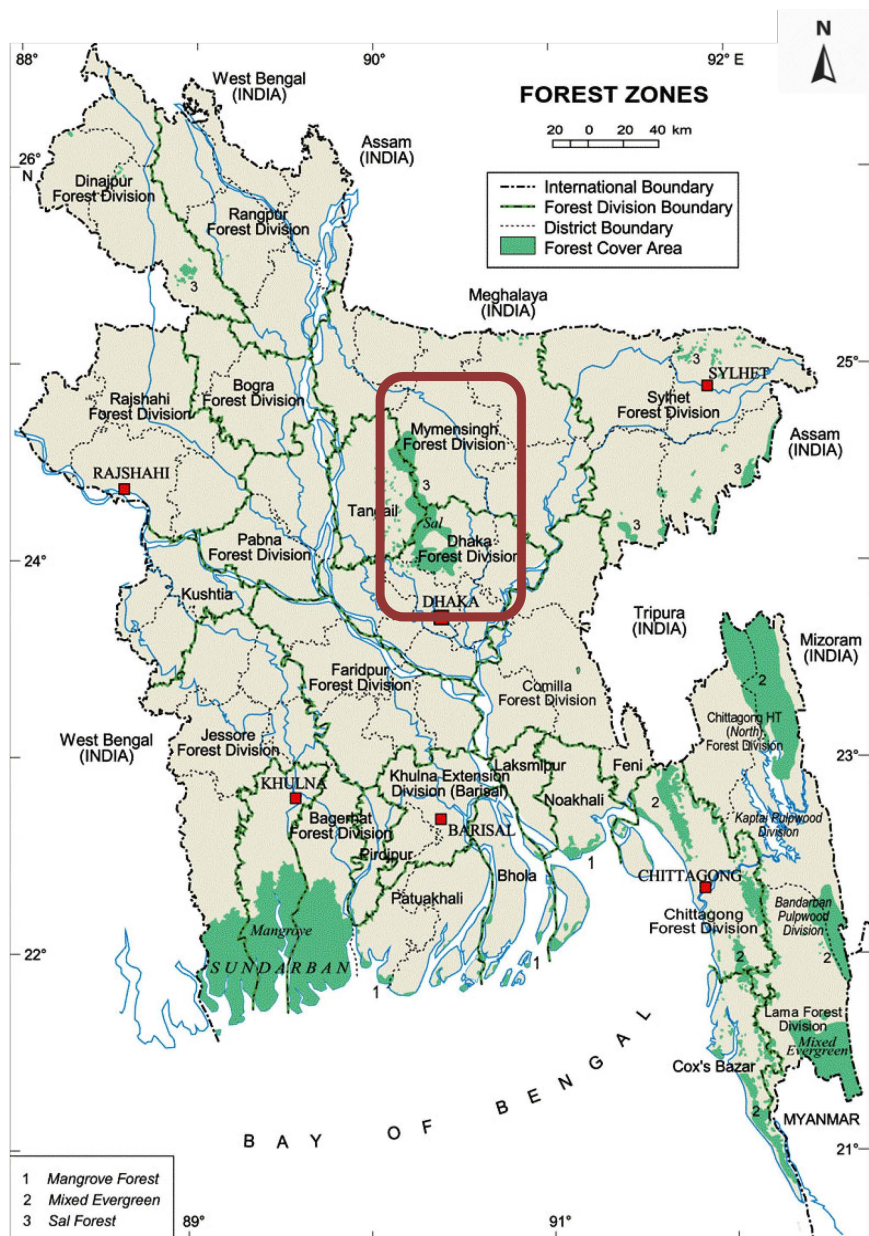 88°
90°
92° E
N
West Bengal
(INDIA)
FOREST ZONES
20 0 20 40 km
Assam
(INDIA)
26°
N
International Boundary
Forest Division Boundary
District Boundary
Forest Cover Area
Dinajpur
Forest Division
Rangpur
Forest Division
3
Meghalaya
(INDIA)
3
SYLHET
25°
25°
Rajshahi
Forest Division
Bogra
Forest Division
Sylhet
Forest Division
Mymensingh
Forest Division
Assam
(INDIA)
RAJSHAHI
3
3
Tangail
Sal
3
Pabna
Forest Division
Dhaka
Forest Division
24°
24°
Kushtia
DHAKA
Tripura
(INDIA)
Mizoram
(INDIA)
Faridpur
Forest Division
Comilla
Forest Division
2
Chittagong HT
(North)
Forest Division
West Bengal
(INDIA)
Jessore
Forest Division
23°
Laksmipur
Feni
KHULNA
Khulna Extension
Division (Barisal)
Noakhali
2
Kaptai Pulpwood
Division
Bagerhat
Forest Division
BARISAL
Pirojpur
1
Bhola
CHITTAGONG
Patuakhali
Chittagong
Forest Division
Bandarban
Pulpwood
Division
Mangrove
SUNDARBAN
22°
1
1
2
2
Lama Forest
Division
Mixed
Evergreen
Cox's Bazar
BAY OF BENGAL
2
MYANMAR
21°
1 Mangrove Forest
2 Mixed Evergreen
3 Sal Forest
89°
91°